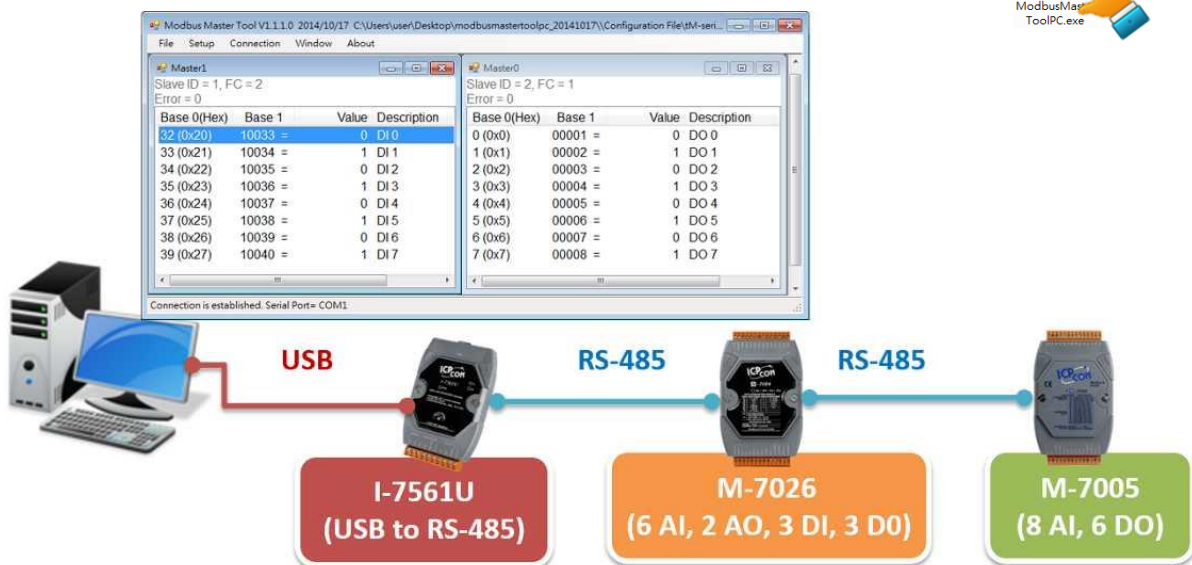 ModbusMas
ToolPC.exe
Modbus Master Tool V1.1.1.0 2014/10/17 C:\Users\user\Desktop\modbusmastertoolpc_20141017\\Configuration File\tM-seri...
File Setup Connection Window About
Master1
Slave ID = 1, FC = 2
Error = 0
Base 0(Hex) Base 1 Value Description
32 (0x20) 10033 = 0 DI 0
33 (0x21) 10034 = 1 DI 1
34 (0x22) 10035 = 0 DI 2
35 (0x23) 10036 = 1 DI 3
36 (0x24) 10037 = 0 DI 4
37 (0x25) 10038 = 1 DI 5
38 (0x26) 10039 = 0 DI 6
39 (0x27) 10040 = 1 DI 7
Master0
Slave ID = 2, FC = 1
Error = 0
Base 0(Hex) Base 1 Value Description
0 (0x0) 00001 = 0 DO 0
1 (0x1) 00002 = 1 DO 1
2 (0x2) 00003 = 0 DO 2
3 (0x3) 00004 = 1 DO 3
4 (0x4) 00005 = 0 DO 4
5 (0x5) 00006 = 1 DO 5
6 (0x6) 00007 = 0 DO 6
7 (0x7) 00008 = 1 DO 7
Connection is established. Serial Port= COM1
USB
RS-485
RS-485
ICP CON
ICP CON
ICP CON
I-7561U
(USB to RS-485)
M-7026
(6 AI, 2 AO, 3 DI, 3 D0)
M-7005
(8 AI, 6 DO)